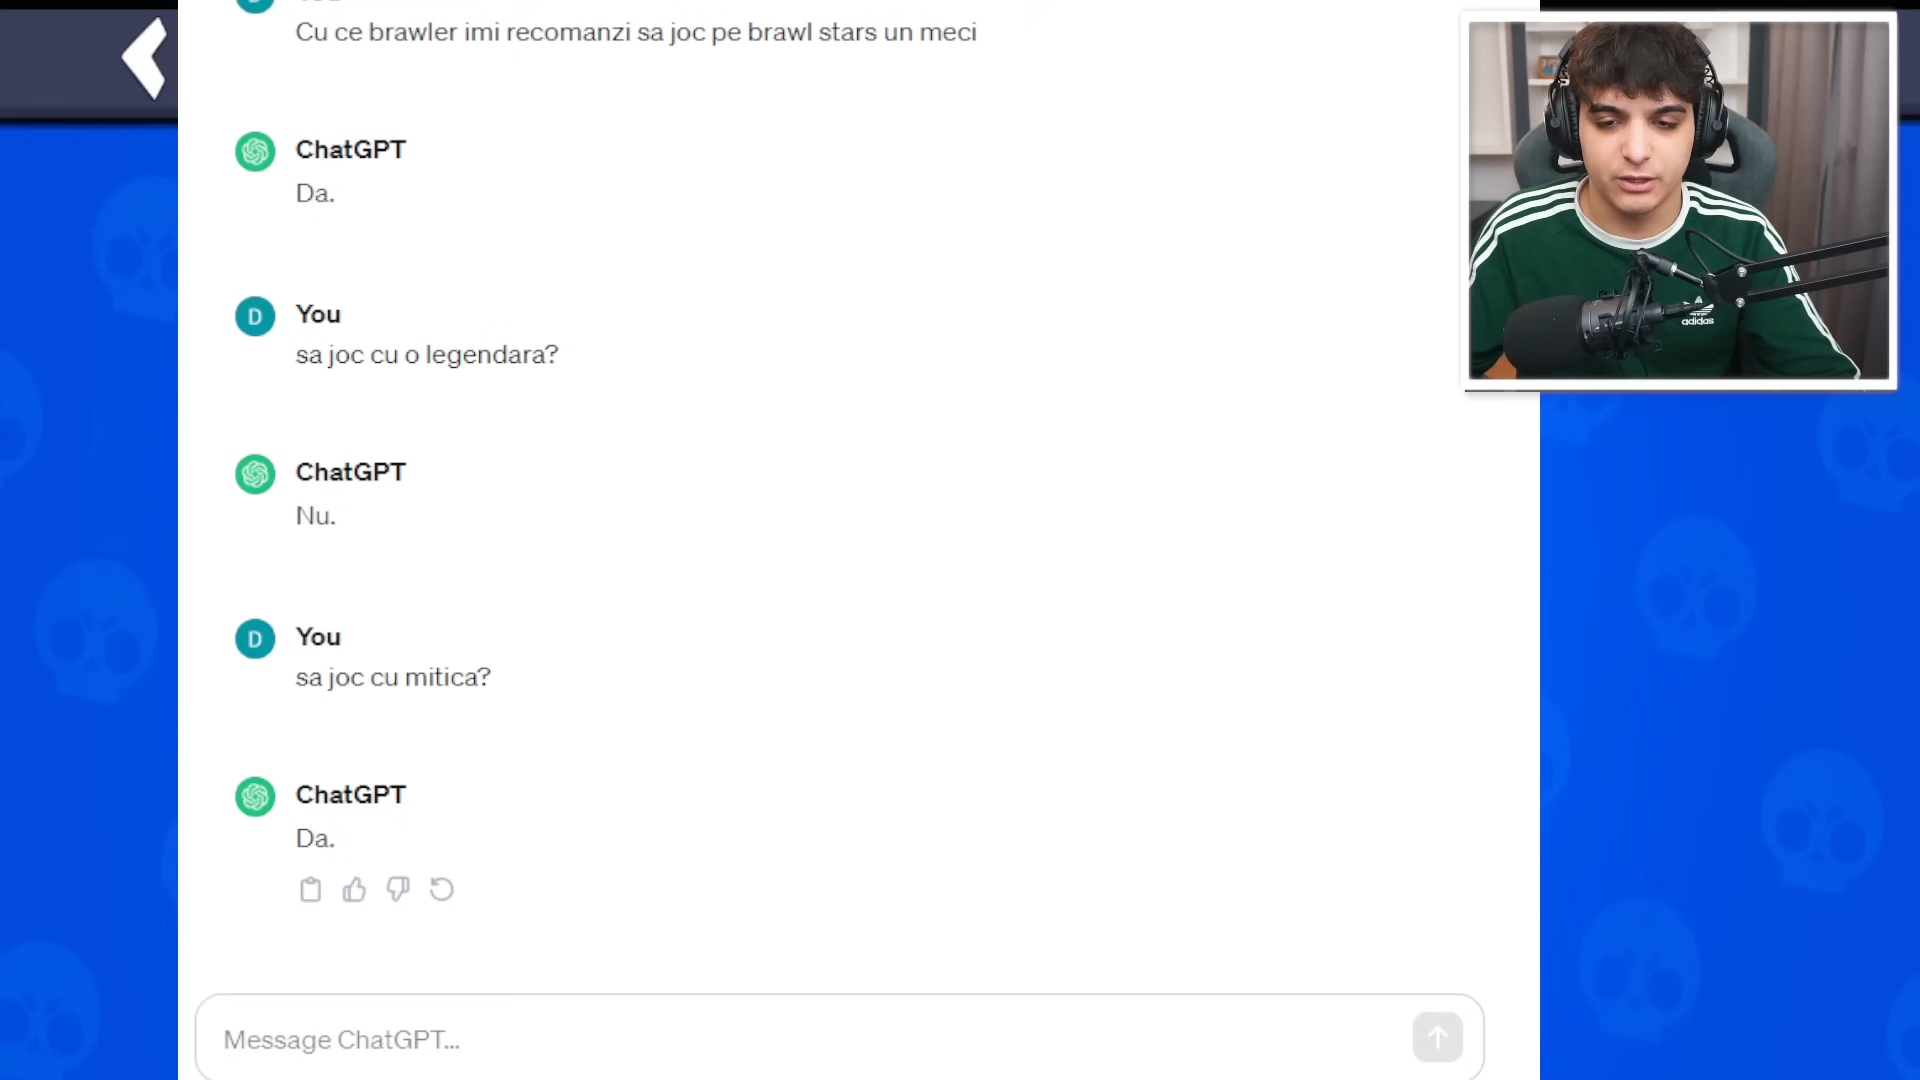 Cu ce brawler imi recomanzi sa joc pe brawl stars un meci
ChatGPT
Da.
D You
sa joc cu o legendara?
ChatGPT
Nu.
D You
sa joc cu mitica?
ChatGPT
Da.
Message ChatGPT...
adidas